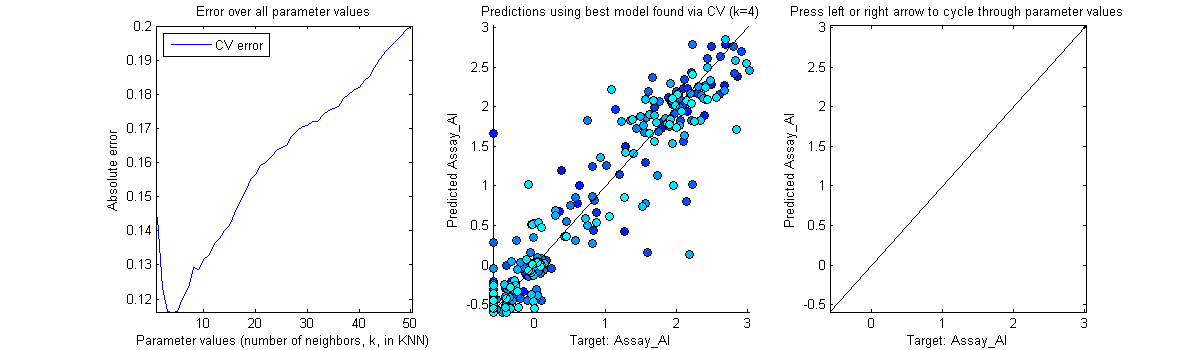 Error over all parameter values
0.2
0.19
0.18
0.17
0.16
0.15
0.14
0.13
0.12
CV error
Absolute error
10 20 30 40 50
Parameter values (number of neighbors, k, in KNN)
Predictions using best model found via CV (k=4)
3
2.5
2
1.5
1
0.5
0
-0.5
Predicted Assay_AI
0 1 2 3
Target: Assay_AI
Press left or right arrow to cycle through parameter values
3
2.5
2
1.5
1
0.5
0
-0.5
Predicted Assay_AI
0 1 2 3
Target: Assay_AI